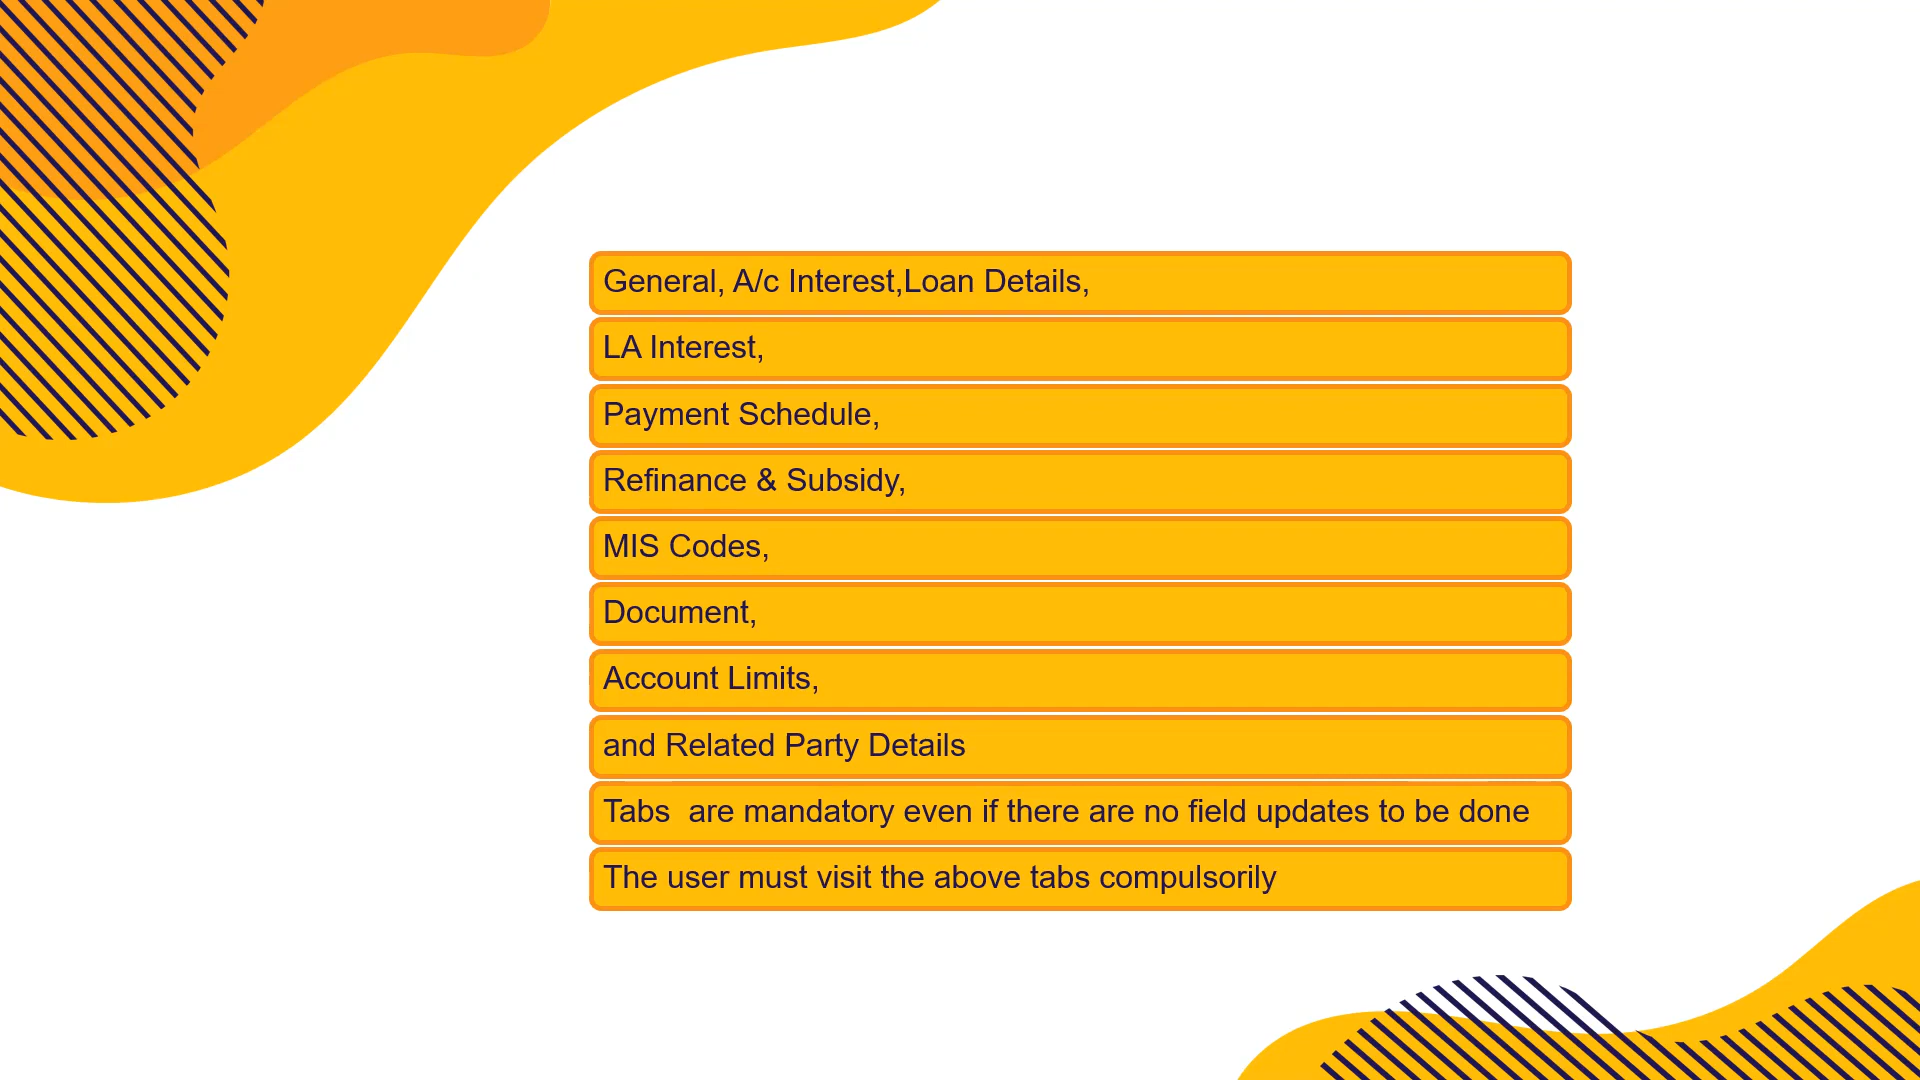 General, A/c Interest,Loan Details,
LA Interest,
Payment Schedule,
Refinance & Subsidy,
MIS Codes,
Document,
Account Limits,
and Related Party Details
Tabs  are mandatory even if there are no field updates to be done
The user must visit the above tabs compulsorily